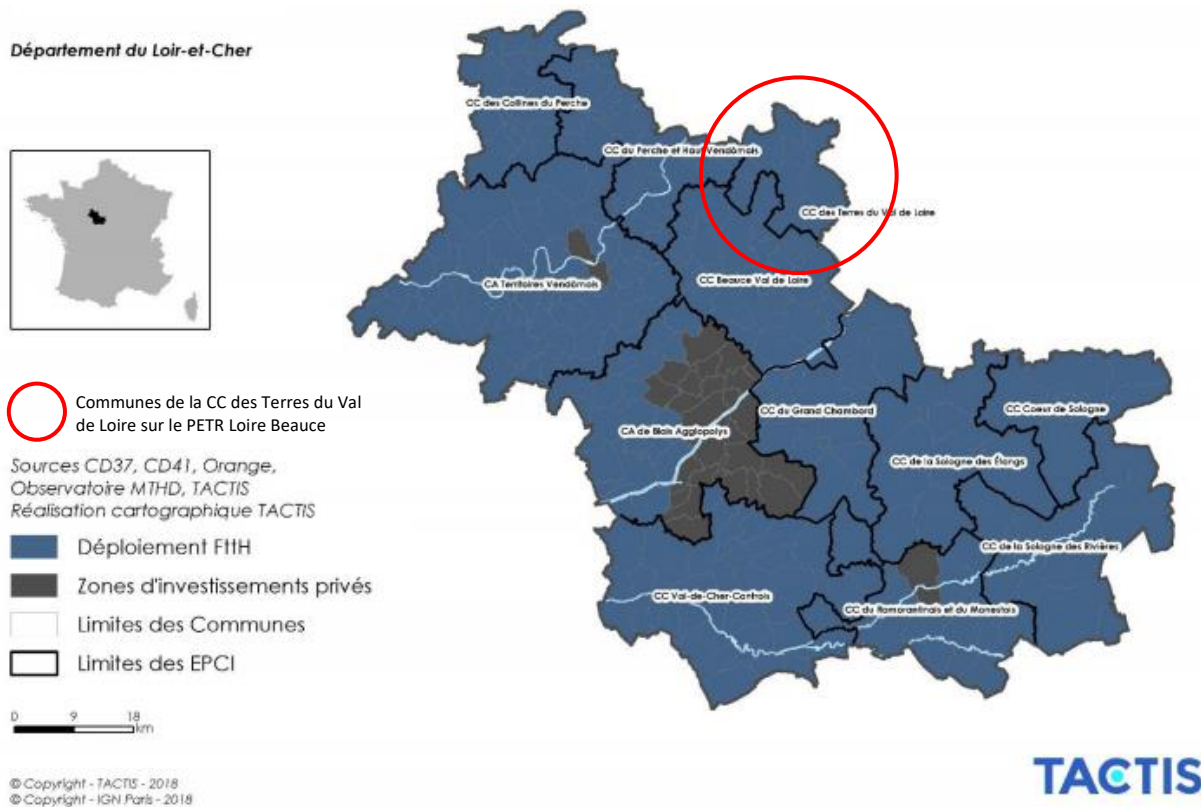 Département du Loir-et-Cher
CC des Collines du Perche
CC du Perche et Haut Vendômois
CC des Terres du Val de Loire
CC Beauce Val de Loire
CA Territoires Vendômois
CC du Grand Chambord
CC Coeur de Sologne
CA de Blois Agglopolys
CC de la Sologne des Étangs
CC de la Sologne des Rivières
CC Val-de-Cher-Controis
CC du Romorantinais et du Monestois
Communes de la CC des Terres du Val
de Loire sur le PETR Loire Beauce
Sources CD37, CD41, Orange,
Observatoire MTHD, TACTIS
Réalisation cartographique TACTIS
Déploiement FttH
Zones d'investissements privés
Limites des Communes
Limites des EPCI
0 9 18
km
© Copyright - TACTIS - 2018
© Copyright - IGN Paris - 2018
TACTIS